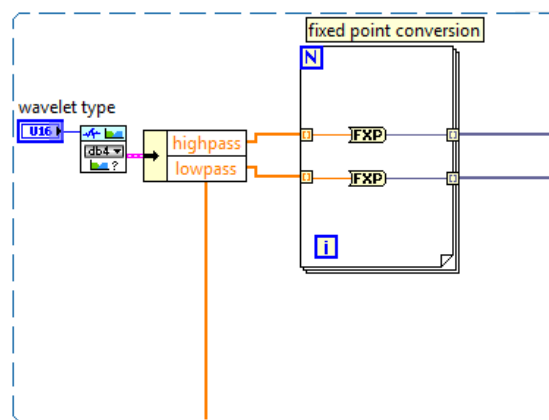 fixed point conversion
N
wavelet type
U16
db4
?
highpass
lowpass
FXP
FXP
i